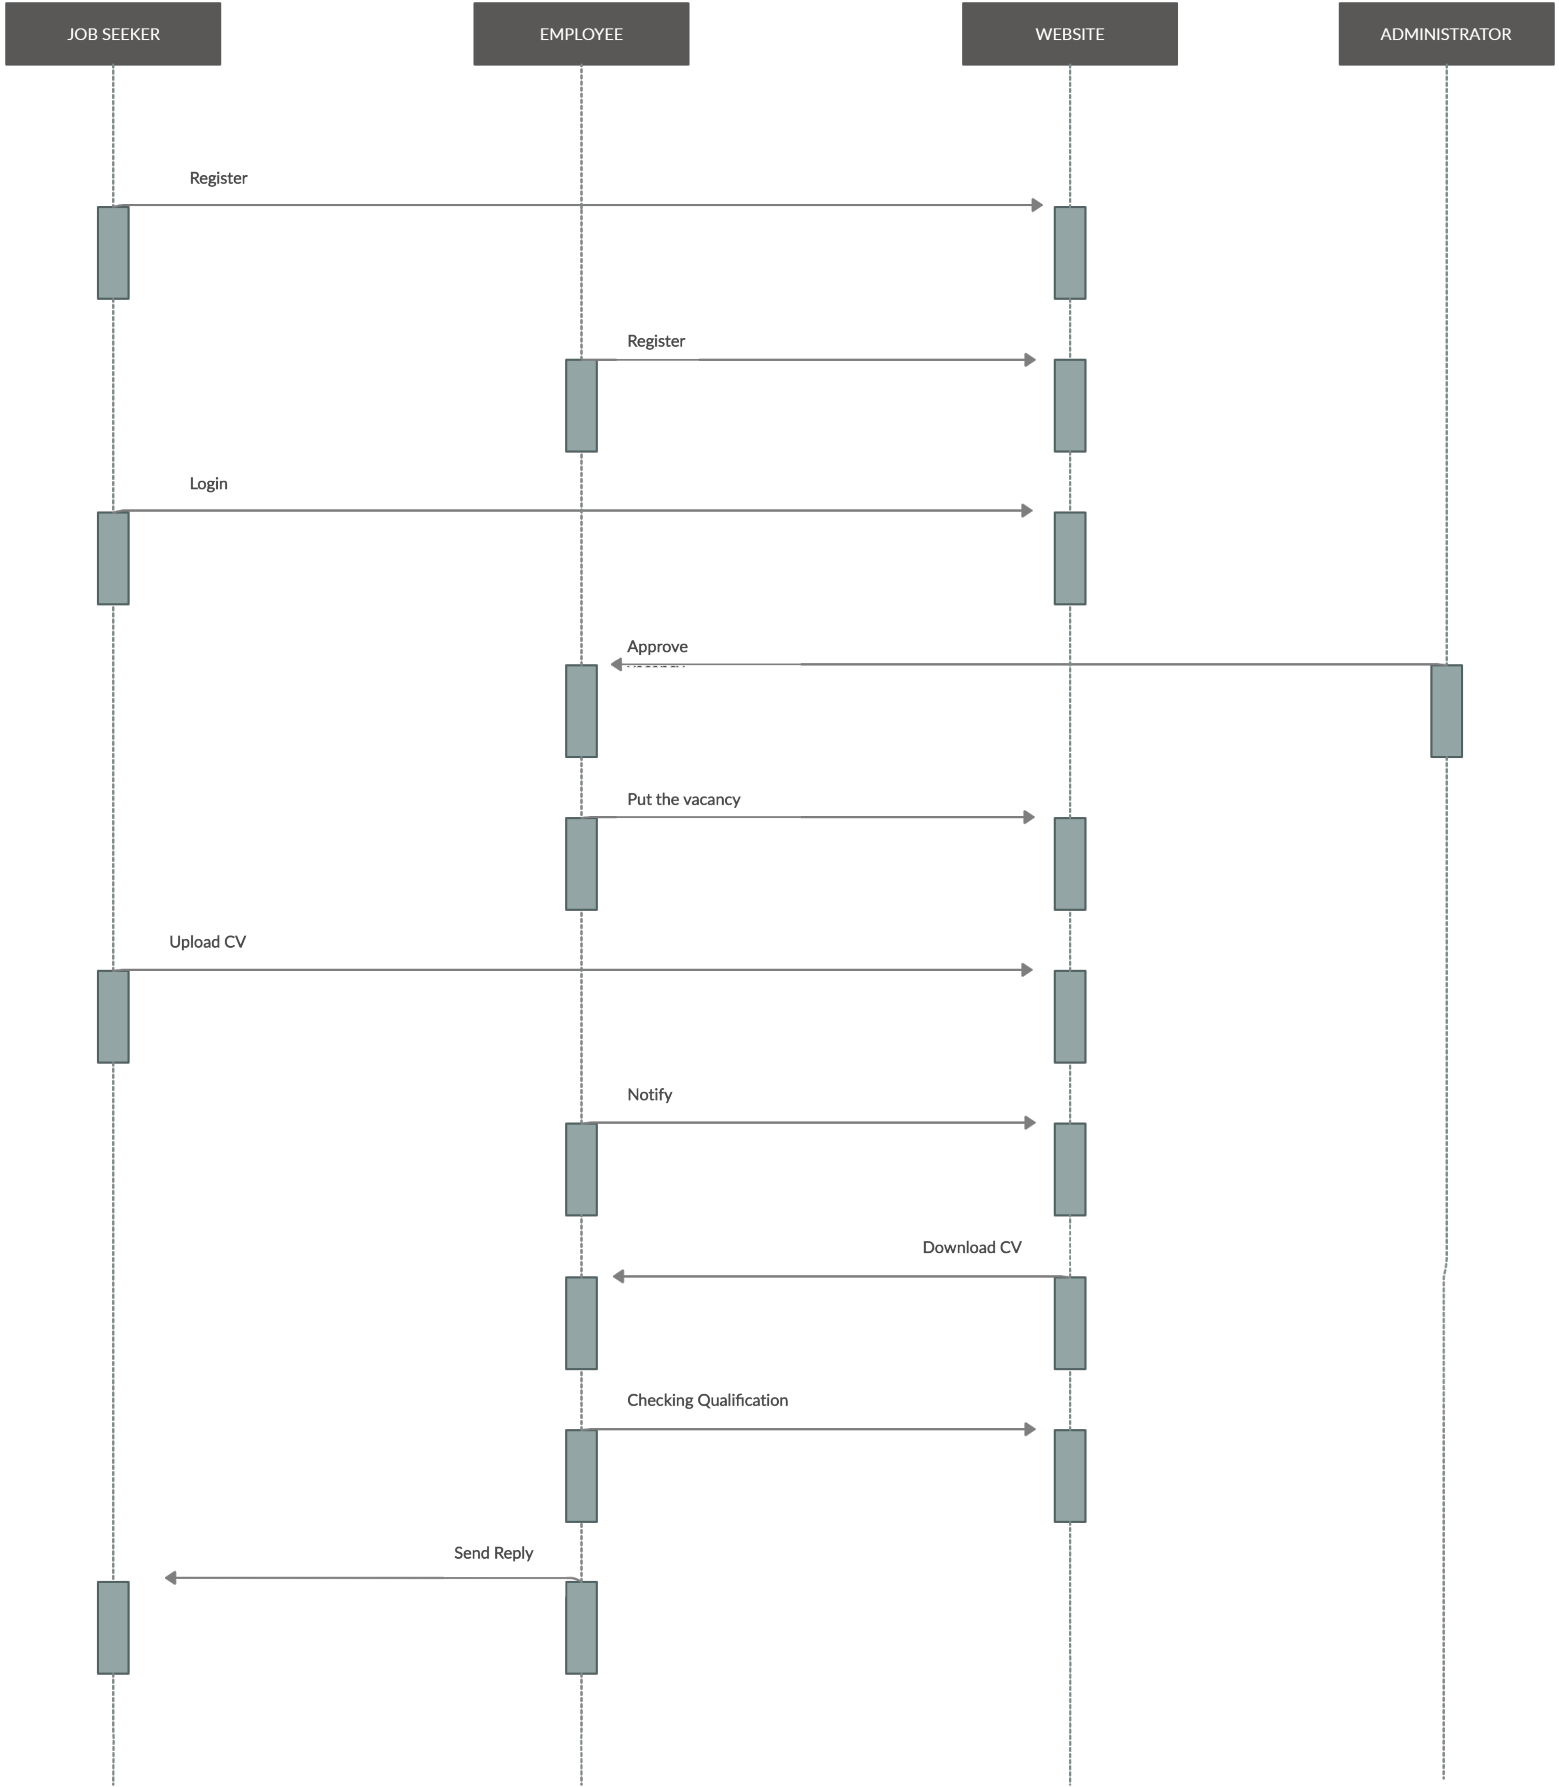 JOB SEEKER
EMPLOYEE
WEBSITE
ADMINISTRATOR
Register
Register
Login
Approve
Put the vacancy
Upload CV
Notify
Download CV
Checking Qualification
Send Reply